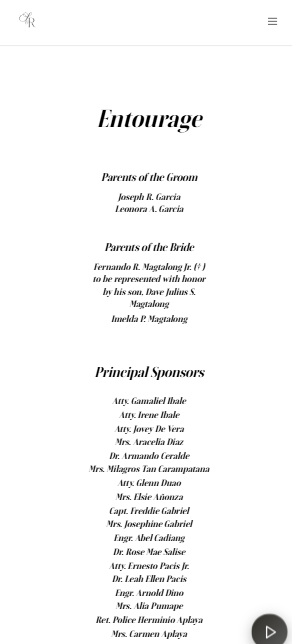 SR
Entourage
Parents of the Groom
Joseph R. Garcia
Leonora A. Garcia
Parents of the Bride
Fernando R. Magtalong Jr. (†)
to be represented with honor
by his son, Dave Julius S.
Magtalong
Imelda P. Magtalong
Principal Sponsors
Atty. Gamaliel Ibale
Atty. Irene Ibale
Atty. Jovey De Vera
Mrs. Aracelia Diaz
Dr. Armando Ceralde
Mrs. Milagros Tan Carampatana
Atty. Glenn Duao
Mrs. Elsie Añonza
Capt. Freddie Gabriel
Mrs. Josephine Gabriel
Engr. Abel Cadiang
Dr. Rose Mae Salise
Atty. Ernesto Pacis Jr.
Dr. Leah Ellen Pacis
Engr. Arnold Dino
Mrs. Alia Pumape
Ret. Police Herminio Aplaya
Mrs. Carmen Aplaya